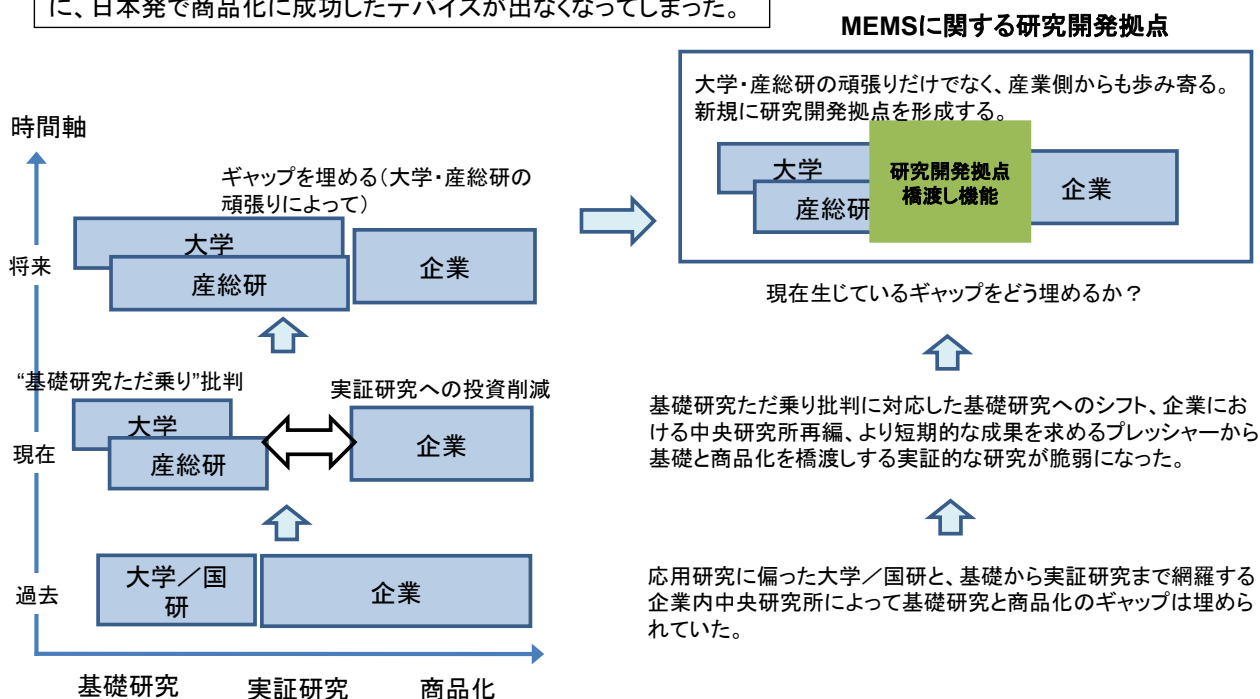 に、日本発で商品化に成功したデバイスが出なくなってしまった。
MEMSに関する研究開発拠点
大学・産総研の頑張りだけでなく、産業側からも歩み寄る。
新規に研究開発拠点を形成する。
大学
産総研
研究開発拠点
橋渡し機能
企業
時間軸
ギャップを埋める(大学・産総研の
頑張りによって)
将来
大学
産総研
企業
現在生じているギャップをどう埋めるか？
“基礎研究ただ乗り”批判
実証研究への投資削減
現在
大学
産総研
企業
基礎研究ただ乗り批判に対応した基礎研究へのシフト、企業にお
ける中央研究所再編、より短期的な成果を求めるプレッシャーから
基礎と商品化を橋渡しする実証的な研究が脆弱になった。
過去
大学／国
研
企業
応用研究に偏った大学／国研と、基礎から実証研究まで網羅する
企業内中央研究所によって基礎研究と商品化のギャップは埋めら
れていた。
基礎研究
実証研究
商品化